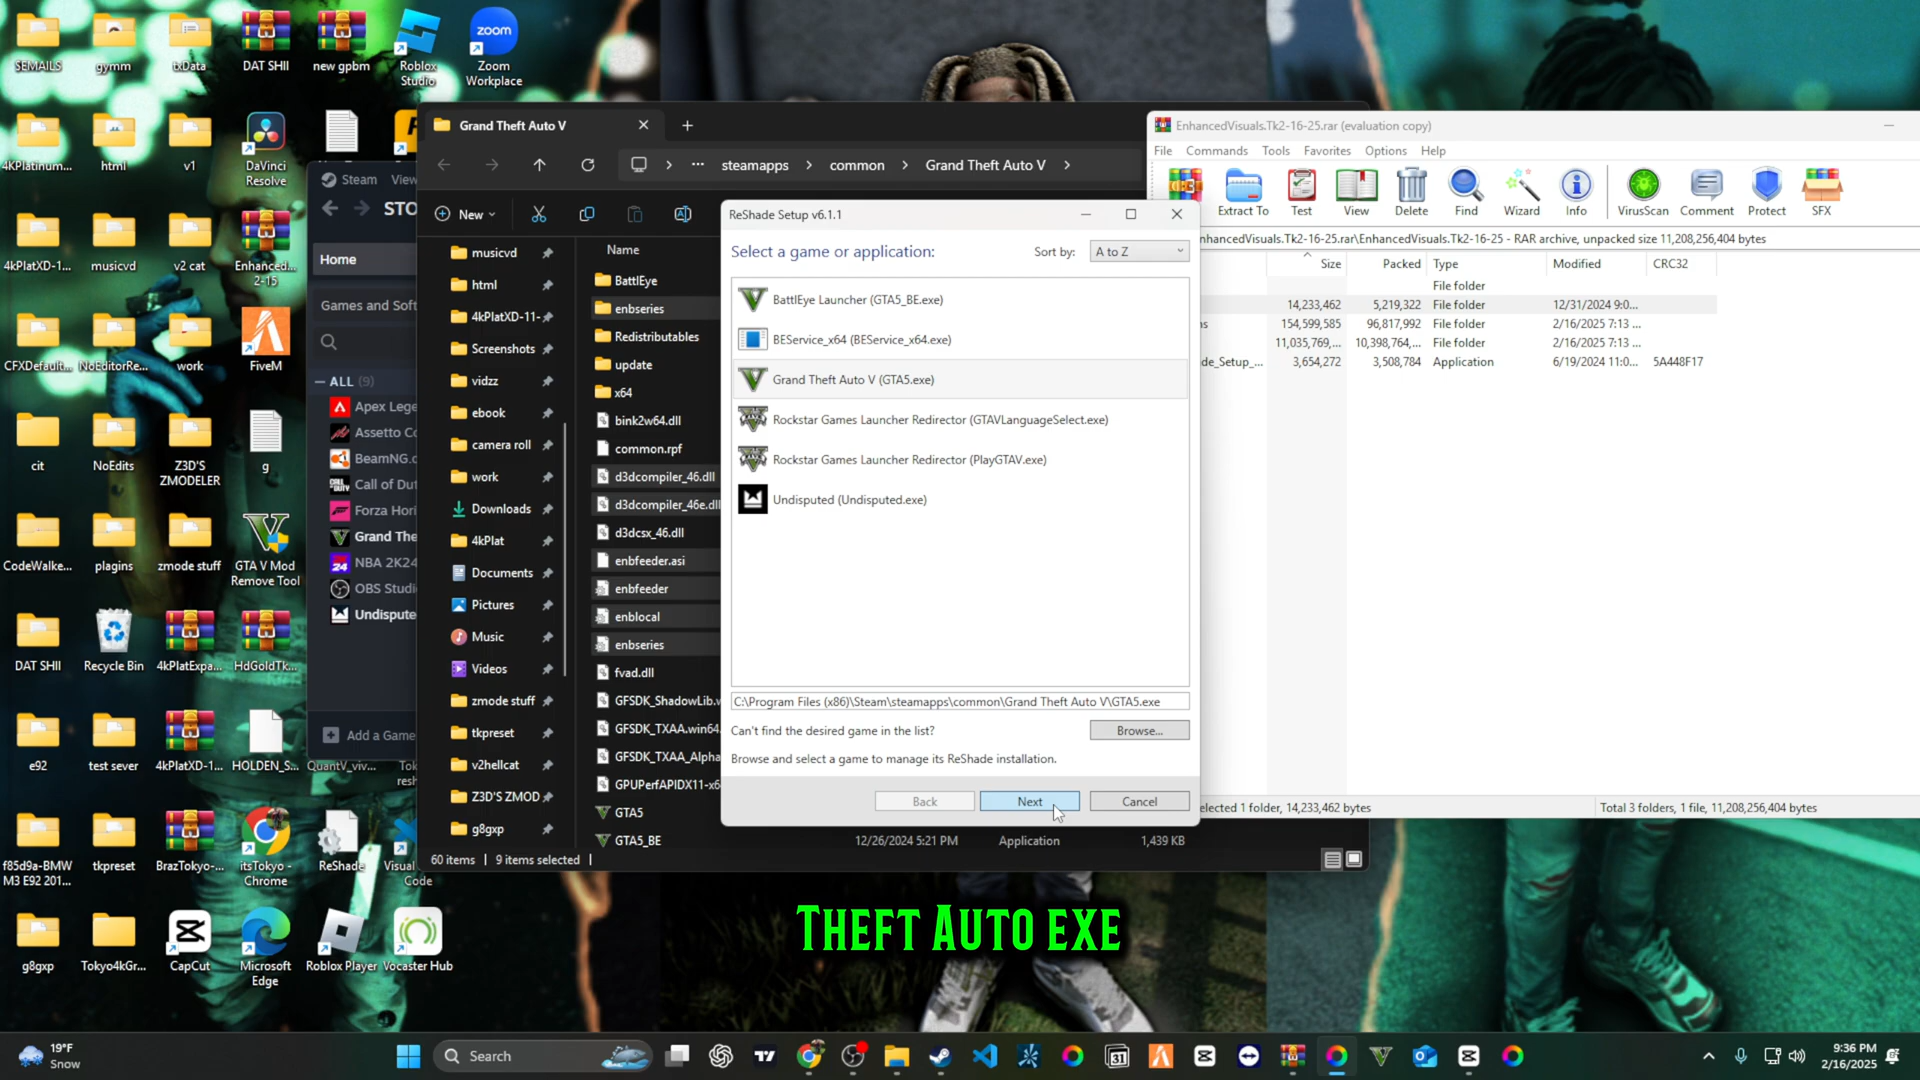 SEMAILS
gymm
txData
DAT SHII
new gpbm
Roblox
Studio
Zoom
Workplace
zoom
4KPlatinum...
html
v1
DaVinci
Resolve
4kPlatXD-1...
musicvd
v2 cat
Enhanced...
2-15
CFXDefault...
NoEditorRe...
work
FiveM
cit
NoEdits
Z3D'S
ZMODELER
g
CodeWalke...
plagins
zmode stuff
GTA V Mod
Remove Tool
DAT SHII
Recycle Bin
4kPlatExpa...
HdGoldTk...
e92
test sever
4kPlatXD-1...
HOLDEN_S...
QuantV_viv...
f85d9a-BMW
M3 E92 201...
tkpreset
BrazTokyo-...
itsTokyo -
Chrome
ReShade
Visual
Code
g8gxp
Tokyo4kGr...
CapCut
Microsoft
Edge
Roblox Player
Vocaster Hub
Steam
View
STO
Home
Games and Soft
ALL (9)
Apex Lege
Assetto Co
BeamNG.d
Call of Dut
Forza Hori
Grand The
NBA 2K24
OBS Studi
Undispute
Add a Game
Grand Theft Auto V
steamapps
common
Grand Theft Auto V
New
musicvd
html
4KPlatXD-11-
Screenshots
vidzz
ebook
camera roll
work
Downloads
4kPlat
Documents
Pictures
Music
Videos
zmode stuff
tkpreset
v2hellcat
Z3D'S ZMOD
g8gxp
Name
BattlEye
enbseries
Redistributables
update
x64
bink2w64.dll
common.rpf
d3dcompiler_46.dll
d3dcompiler_46e.dll
d3dcsx_46.dll
enbfeeder.asi
enbfeeder
enblocal
enbseries
fvad.dll
GFSDK_ShadowLib.w
GFSDK_TXAA.win64.
GFSDK_TXAA_Alpha
GPUPerfAPIDX11-x6
GTA5
GTA5_BE
12/26/2024 5:21 PM
Application
1,439 KB
60 items
9 items selected
ReShade Setup v6.1.1
Select a game or application:
Sort by:
A to Z
BattlEye Launcher (GTA5_BE.exe)
BEService_x64 (BEService_x64.exe)
Grand Theft Auto V (GTA5.exe)
Rockstar Games Launcher Redirector (GTAVLanguageSelect.exe)
Rockstar Games Launcher Redirector (PlayGTAV.exe)
Undisputed (Undisputed.exe)
C:\Program Files (x86)\Steam\steamapps\common\Grand Theft Auto V\GTA5.exe
Can't find the desired game in the list?
Browse...
Browse and select a game to manage its ReShade installation.
Back
Next
Cancel
EnhancedVisuals.Tk2-16-25.rar (evaluation copy)
File
Commands
Tools
Favorites
Options
Help
Extract To
Test
View
Delete
Find
Wizard
Info
VirusScan
Comment
Protect
SFX
nhancedVisuals.Tk2-16-25.rar\EnhancedVisuals.Tk2-16-25 - RAR archive, unpacked size 11,208,256,404 bytes
Size
Packed
Type
Modified
CRC32
File folder
14,233,462
5,219,322
File folder
12/31/2024 9:0...
ns
154,599,585
96,817,992
File folder
2/16/2025 7:13 ...
11,035,769,...
10,398,764,...
File folder
2/16/2025 7:13 ...
de_Setup_...
3,654,272
3,508,784
Application
6/19/2024 11:0...
5A448F17
elected 1 folder, 14,233,462 bytes
Total 3 folders, 1 file, 11,208,256,404 bytes
THEFT AUTO EXE
19°F
Snow
Search
9:36 PM
2/16/2025